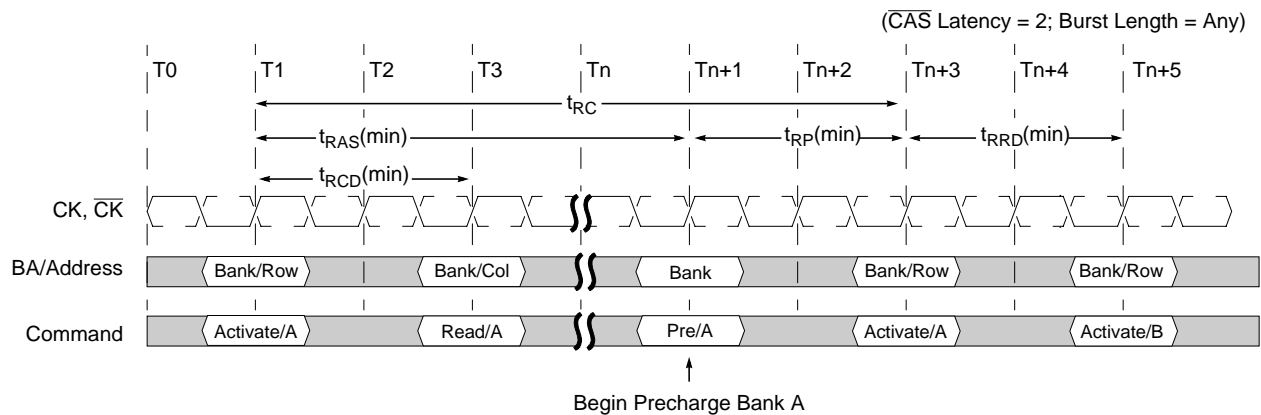 (C̅A̅S̅ Latency = 2; Burst Length = Any)
T0 T1 T2 T3 Tn Tn+1 Tn+2 Tn+3 Tn+4 Tn+5
tRC
tRAS(min) tRP(min) tRRD(min)
tRCD(min)
CK, C̅K̅
BA/Address Bank/Row Bank/Col Bank Bank/Row Bank/Row
Command Activate/A Read/A Pre/A Activate/A Activate/B
Begin Precharge Bank A